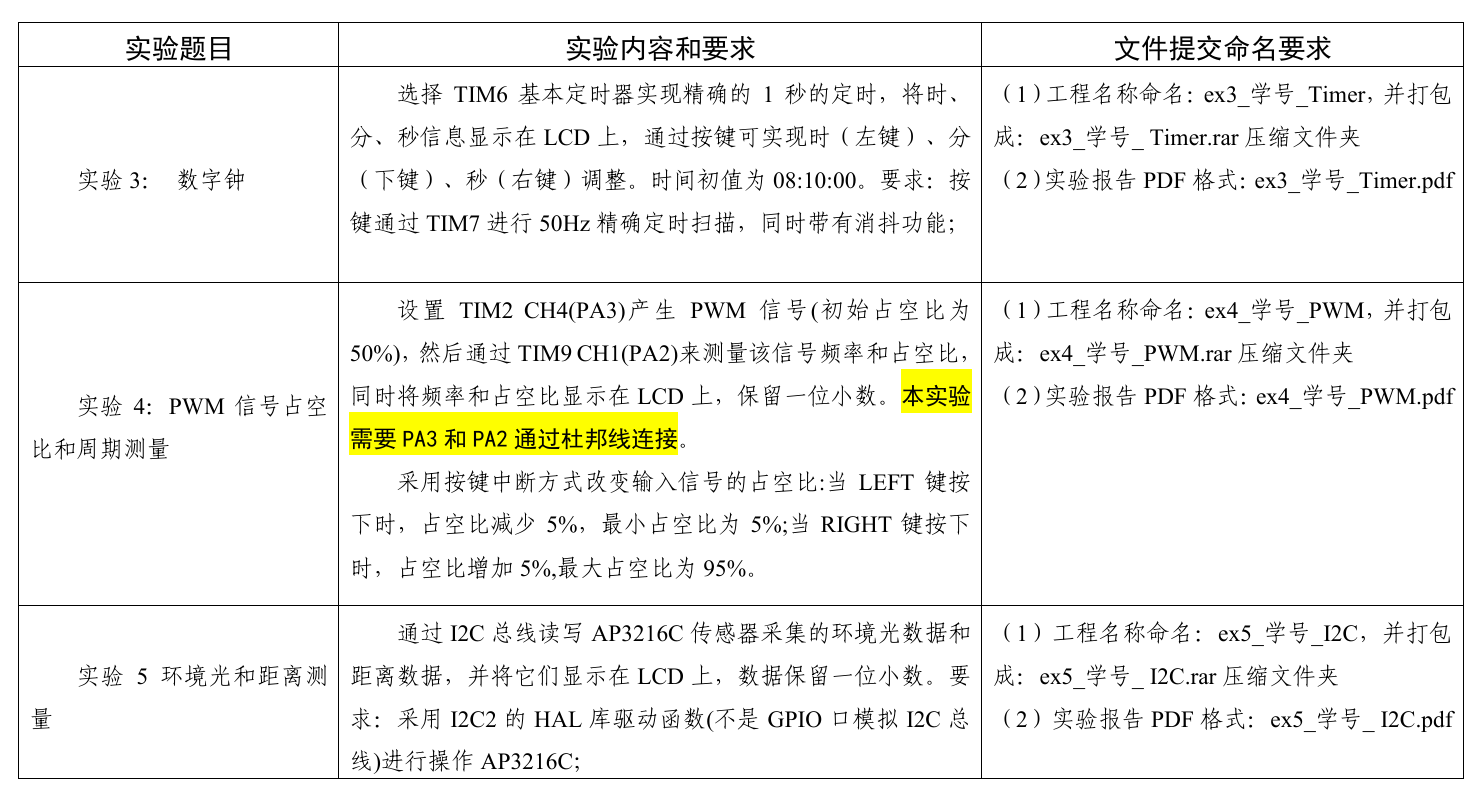 实验题目
实验内容和要求
文件提交命名要求
实验 3： 数字钟
选择 TIM6 基本定时器实现精确的 1 秒的定时，将时、
分、秒信息显示在 LCD 上，通过按键可实现时（左键）、分
（下键）、秒（右键）调整。时间初值为 08:10:00。要求：按
键通过 TIM7 进行 50Hz 精确定时扫描，同时带有消抖功能；
（1）工程名称命名：ex3_学号_Timer，并打包
成：ex3_学号_ Timer.rar 压缩文件夹
（2）实验报告 PDF 格式：ex3_学号_Timer.pdf
实验 4：PWM 信号占空
比和周期测量
设置 TIM2 CH4(PA3)产生 PWM 信号(初始占空比为
50%)，然后通过 TIM9 CH1(PA2)来测量该信号频率和占空比，
同时将频率和占空比显示在 LCD 上，保留一位小数。本实验
需要 PA3 和 PA2 通过杜邦线连接。
采用按键中断方式改变输入信号的占空比:当 LEFT 键按
下时，占空比减少 5%，最小占空比为 5%;当 RIGHT 键按下
时，占空比增加 5%,最大占空比为 95%。
（1）工程名称命名：ex4_学号_PWM，并打包
成：ex4_学号_PWM.rar 压缩文件夹
（2）实验报告 PDF 格式：ex4_学号_PWM.pdf
实验 5 环境光和距离测
量
通过 I2C 总线读写 AP3216C 传感器采集的环境光数据和
距离数据，并将它们显示在 LCD 上，数据保留一位小数。要
求：采用 I2C2 的 HAL 库驱动函数(不是 GPIO 口模拟 I2C 总
线)进行操作 AP3216C;
（1）工程名称命名：ex5_学号_I2C，并打包
成：ex5_学号_ I2C.rar 压缩文件夹
（2）实验报告 PDF 格式：ex5_学号_ I2C.pdf